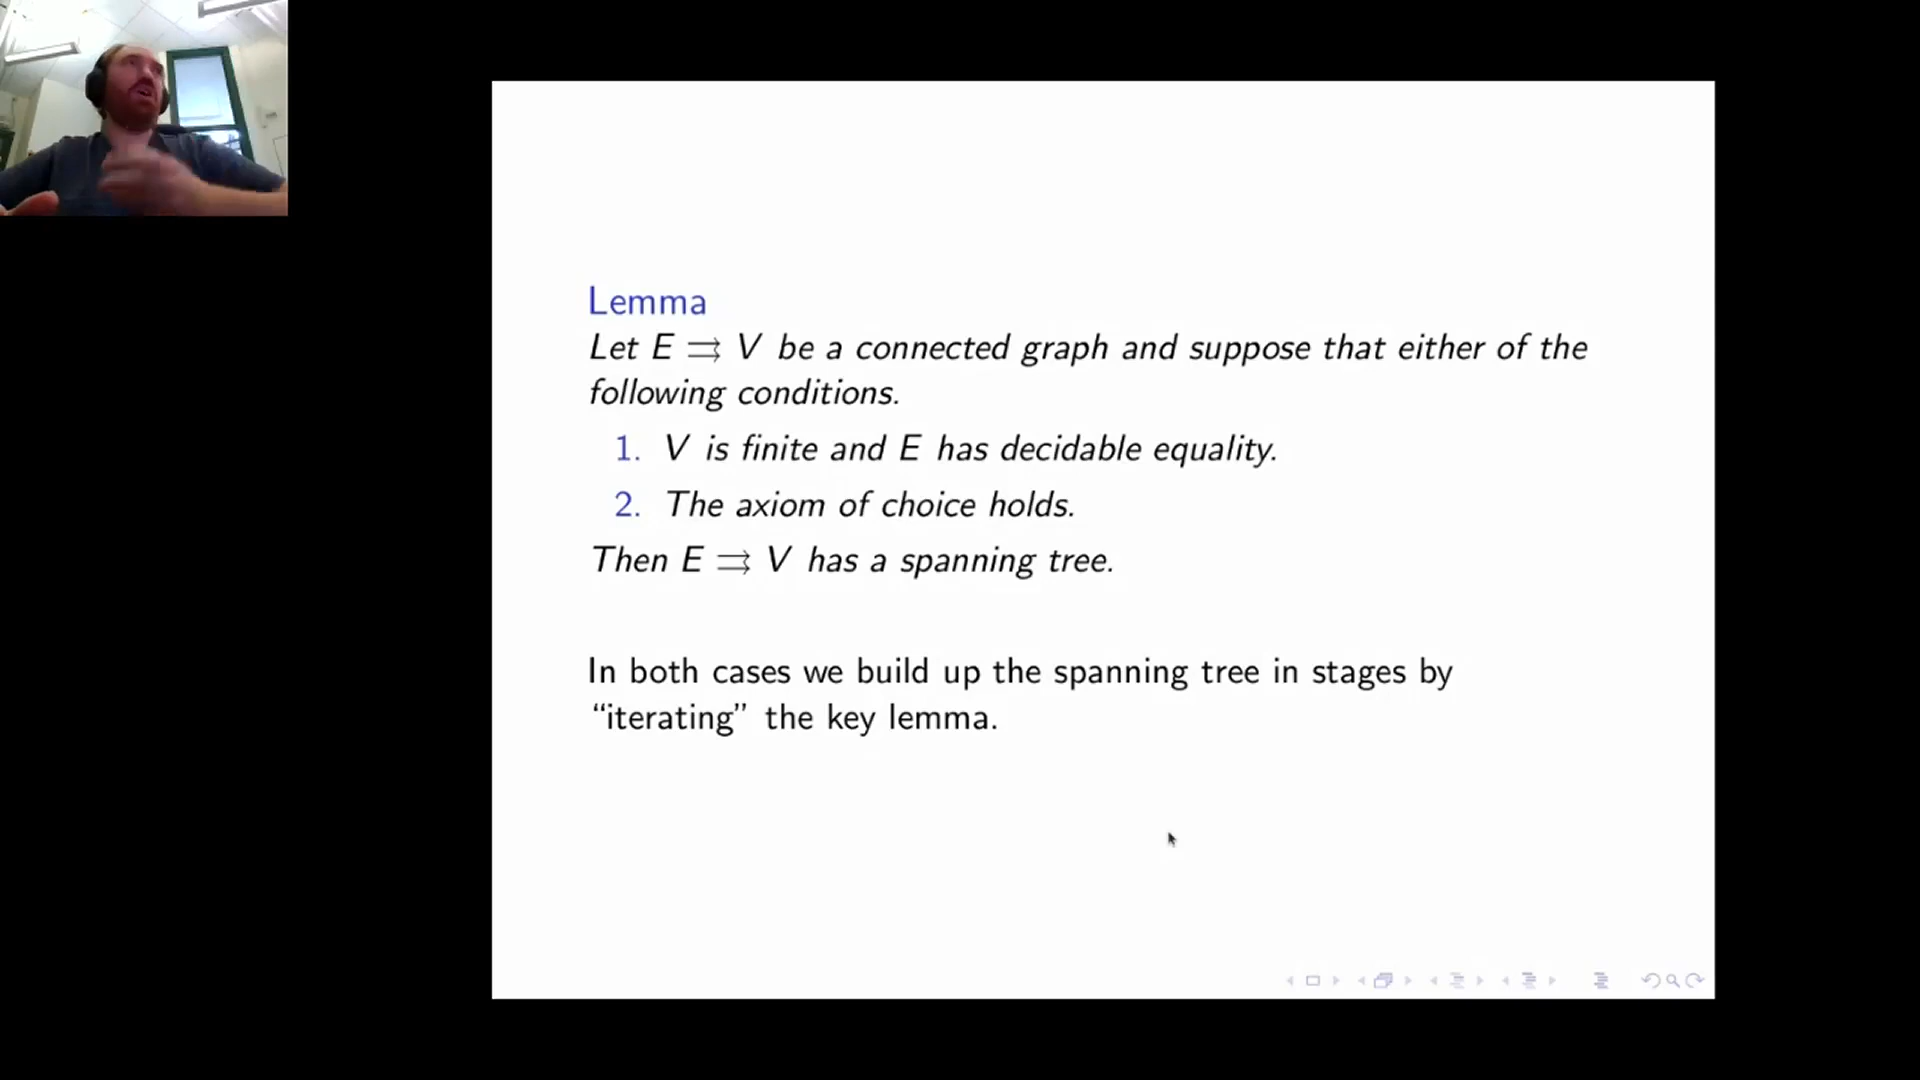 Lemma
Let E ⇉ V be a connected graph and suppose that either of the
following conditions.
1. V is finite and E has decidable equality.
2. The axiom of choice holds.
Then E ⇉ V has a spanning tree.
In both cases we build up the spanning tree in stages by
“iterating” the key lemma.